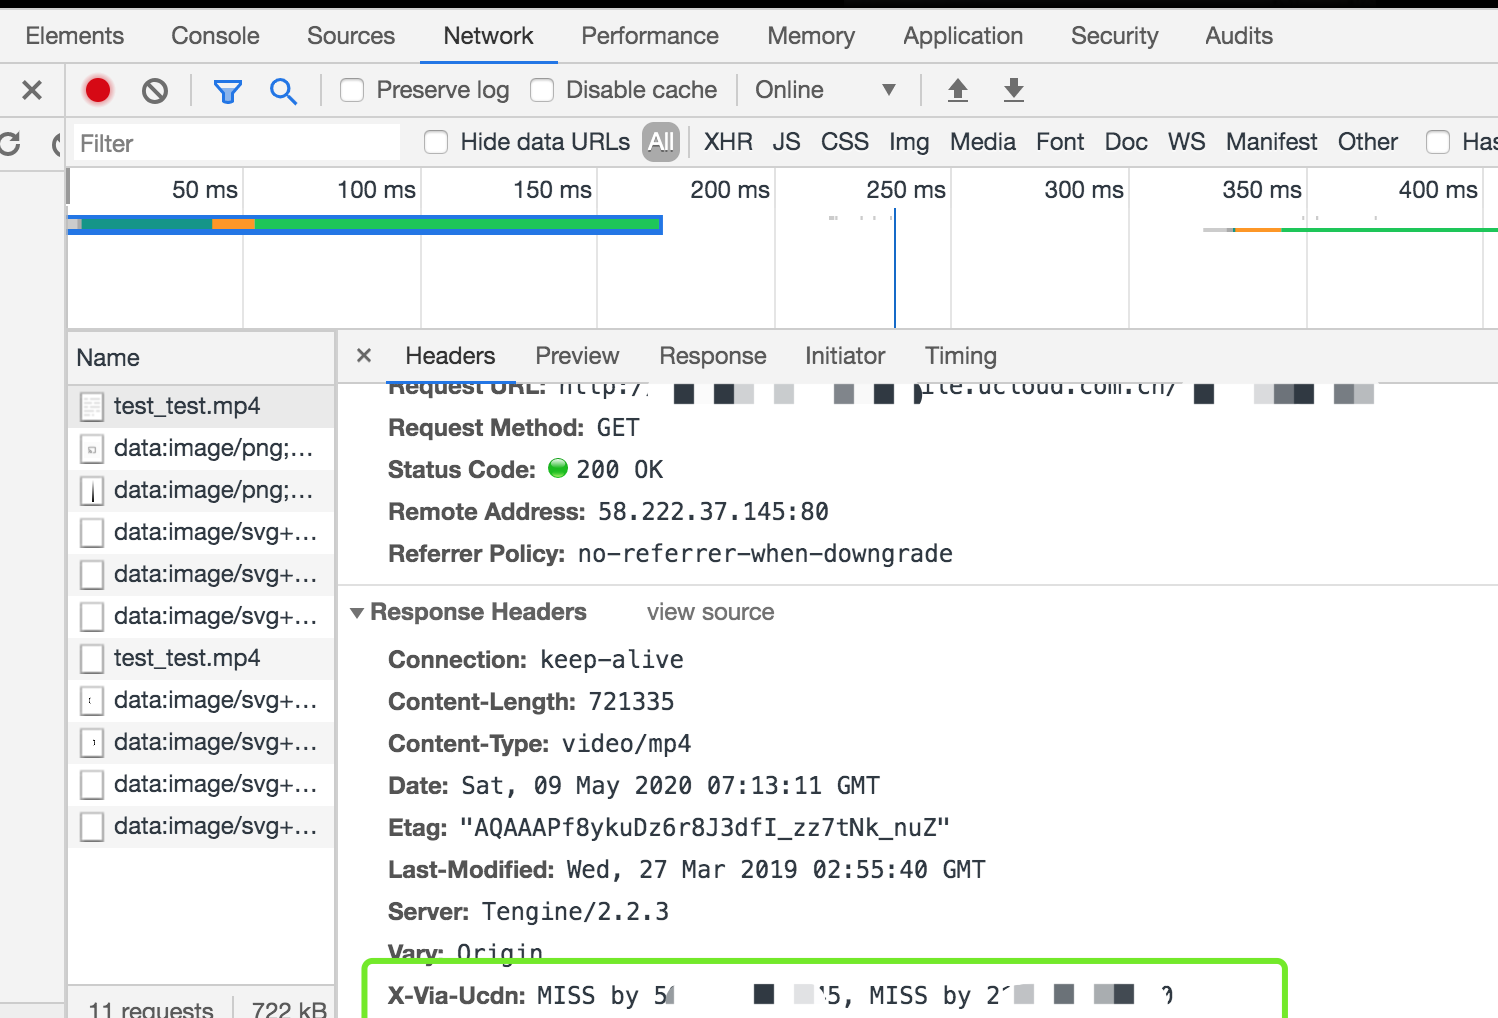 Elements Console Sources Network Performance Memory Application Security Audits
Preserve log Disable cache Online
Filter Hide data URLs All XHR JS CSS Img Media Font Doc WS Manifest Other Has
50 ms 100 ms 150 ms 200 ms 250 ms 300 ms 350 ms 400 ms
Name
test_test.mp4
data:image/png;...
data:image/png;...
data:image/svg+...
data:image/svg+...
data:image/svg+...
test_test.mp4
data:image/svg+...
data:image/svg+...
data:image/svg+...
data:image/svg+...
11 requests 722 kB
× Headers Preview Response Initiator Timing
Request URL: http:/ ile.ucloud.com.cn/
Request Method: GET
Status Code: 200 OK
Remote Address: 58.222.37.145:80
Referrer Policy: no-referrer-when-downgrade
Response Headers view source
Connection: keep-alive
Content-Length: 721335
Content-Type: video/mp4
Date: Sat, 09 May 2020 07:13:11 GMT
Etag: "AQAAAPf8ykuDz6r8J3dfI_zz7tNk_nuZ"
Last-Modified: Wed, 27 Mar 2019 02:55:40 GMT
Server: Tengine/2.2.3
Vary: Origin
X-Via-Ucdn: MISS by 5 5, MISS by 2